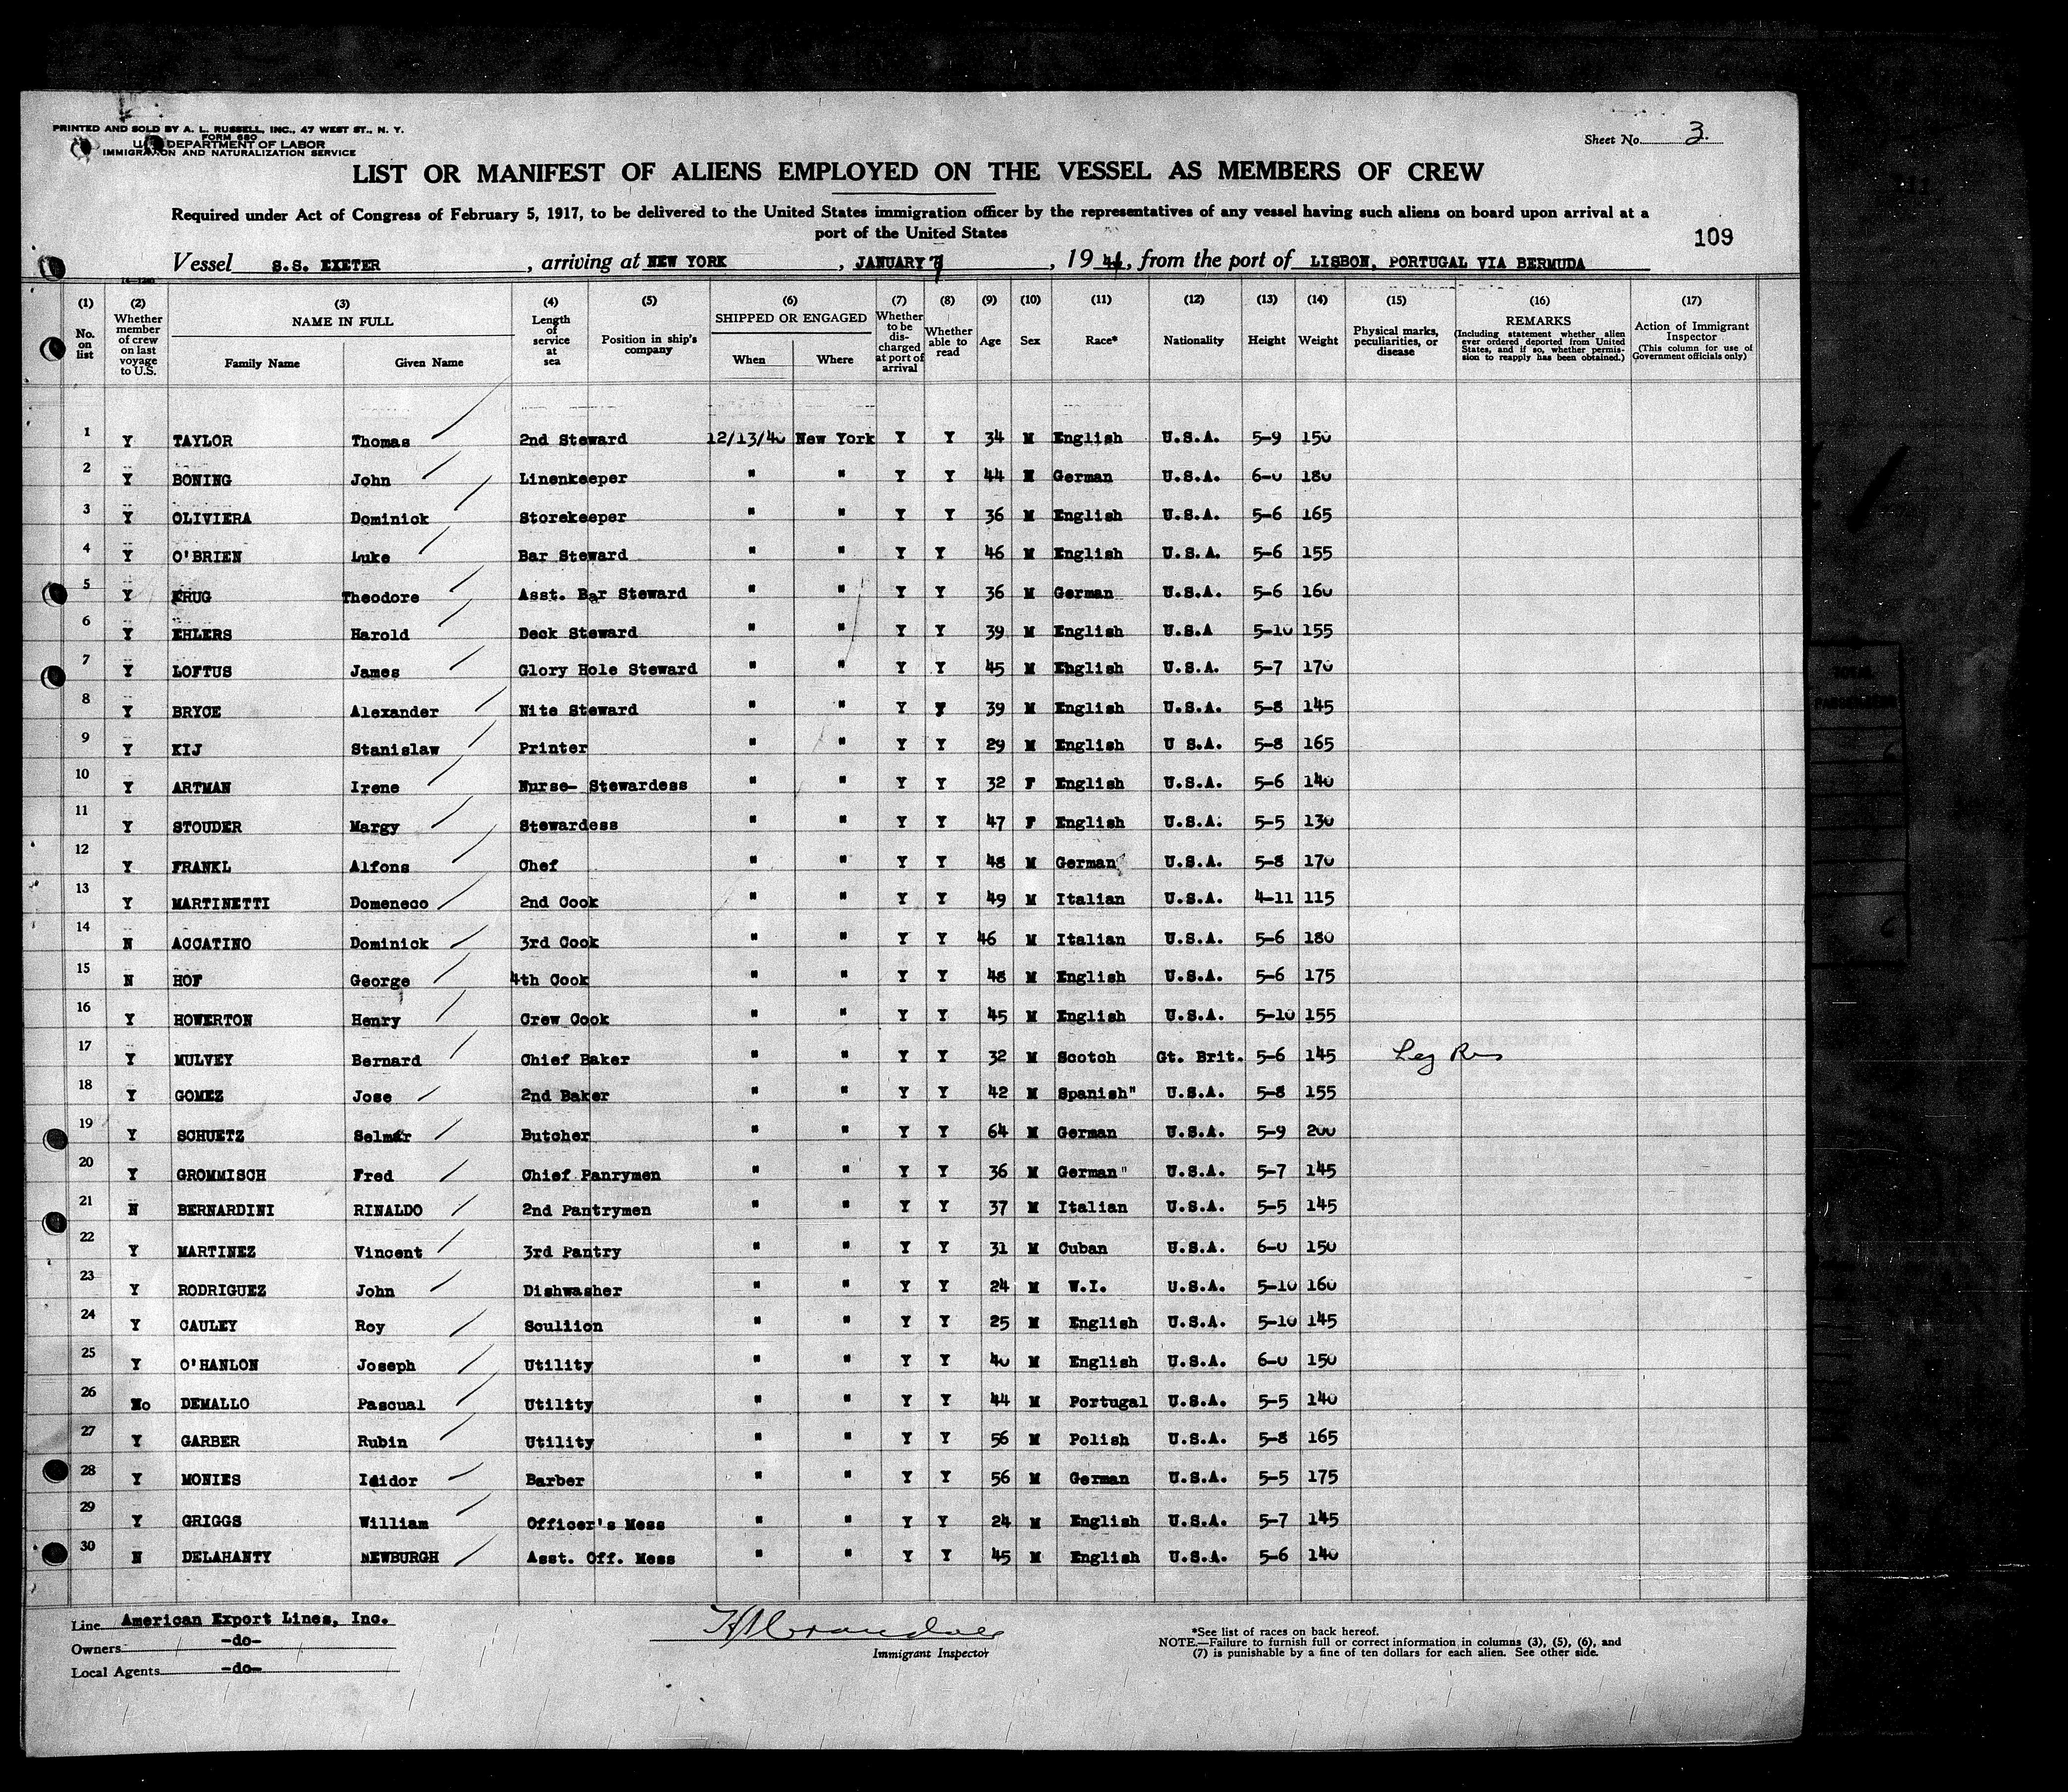 PRINTED AND SOLD BY A. L. RUSSELL, INC., 47 WEST ST., N. Y.
FORM 680
U. S. DEPARTMENT OF LABOR
IMMIGRATION AND NATURALIZATION SERVICE
Sheet No. 3
LIST OR MANIFEST OF ALIENS EMPLOYED ON THE VESSEL AS MEMBERS OF CREW
Required under Act of Congress of February 5, 1917, to be delivered to the United States immigration officer by the representatives of any vessel having such aliens on board upon arrival at a
port of the United States
109
Vessel S.S. EXETER, arriving at NEW YORK, JANUARY, 19 , from the port of LISBON, PORTUGAL VIA BERMUDA
(1) No. on list (2) Whether member of crew on last voyage to U.S. (3) NAME IN FULL Family Name Given Name (4) Length of service at sea (5) Position in ship's company (6) SHIPPED OR ENGAGED When Where (7) Whether to be discharged at port of arrival (8) Whether able to read (9) Age (10) Sex (11) Race* (12) Nationality (13) Height (14) Weight (15) Physical marks, peculiarities, or disease (16) REMARKS (Including statement whether alien ever ordered deported from United States, and if so, whether permission to reapply has been obtained.) (17) Action of Immigrant Inspector (This column for use of Government officials only)
1 Y TAYLOR Thomas 2nd Steward 12/13/40 New York Y Y 34 M English U.S.A. 5-9 150
2 Y BONING John Linenkeeper " " Y Y 44 M German U.S.A. 6-0 180
3 Y OLIVIERA Dominick Storekeeper " " Y Y 36 M English U.S.A. 5-6 165
4 Y O'BRIEN Luke Bar Steward " " Y Y 46 M English U.S.A. 5-6 155
5 Y KRUG Theodore Asst. Bar Steward " " Y Y 36 M German U.S.A. 5-6 160
6 Y EHLERS Harold Deck Steward " " Y Y 39 M English U.S.A 5-10 155
7 Y LOFTUS James Glory Hole Steward " " Y Y 45 M English U.S.A. 5-7 170
8 Y BRYCE Alexander Nite Steward " " Y Y 39 M English U.S.A. 5-8 145
9 Y KIJ Stanislaw Printer " " Y Y 29 M English U S.A. 5-8 165
10 Y ARTMAN Irene Nurse- Stewardess " " Y Y 32 F English U.S.A. 5-6 140
11 Y STOUDER Margy Stewardess " " Y Y 47 F English U.S.A. 5-5 130
12 Y FRANKL Alfons Chef " " Y Y 48 M German U.S.A. 5-8 170
13 Y MARTINETTI Domeneco 2nd Cook " " Y Y 49 M Italian U.S.A. 4-11 115
14 N ACCATINO Dominick 3rd Cook " " Y Y 46 M Italian U.S.A. 5-6 180
15 N HOF George 4th Cook " " Y Y 48 M English U.S.A. 5-6 175
16 Y HOWERTON Henry Crew Cook " " Y Y 45 M English U.S.A. 5-10 155
17 Y MULVEY Bernard Chief Baker " " Y Y 32 M Scotch Gt. Brit. 5-6 145 Leg Res
18 Y GOMEZ Jose 2nd Baker " " Y Y 42 M Spanish" U.S.A. 5-8 155
19 Y SCHUETZ Selmar Butcher " " Y Y 64 M German U.S.A. 5-9 200
20 Y GROMMISCH Fred Chief Panrymen " " Y Y 36 M German" U.S.A. 5-7 145
21 N BERNARDINI RINALDO 2nd Pantrymen " " Y Y 37 M Italian U.S.A. 5-5 145
22 Y MARTINEZ Vincent 3rd Pantry " " Y Y 31 M Cuban U.S.A. 6-0 150
23 Y RODRIGUEZ John Dishwasher " " Y Y 24 M W.I. U.S.A. 5-10 160
24 Y CAULEY Roy Scullion " " Y Y 25 M English U.S.A. 5-10 145
25 Y O'HANLON Joseph Utility " " Y Y 40 M English U.S.A. 6-0 150
26 No DEMALLO Pascual Utility " " Y Y 44 M Portugal U.S.A. 5-5 140
27 Y GARBER Rubin Utility " " Y Y 56 M Polish U.S.A. 5-8 165
28 Y MONIES Isidor Barber " " Y Y 56 M German U.S.A. 5-5 175
29 Y GRIGGS William Officer's Mess " " Y Y 24 M English U.S.A. 5-7 145
30 N DELAHANTY NEWBURGH Asst. Off. Mess " " Y Y 45 M English U.S.A. 5-6 140
Line American Export Lines, Inc.
Owners -do-
Local Agents -do-
Immigrant Inspector
*See list of races on back hereof.
NOTE.—Failure to furnish full or correct information in columns (3), (5), (6), and
(7) is punishable by a fine of ten dollars for each alien. See other side.
TOTAL